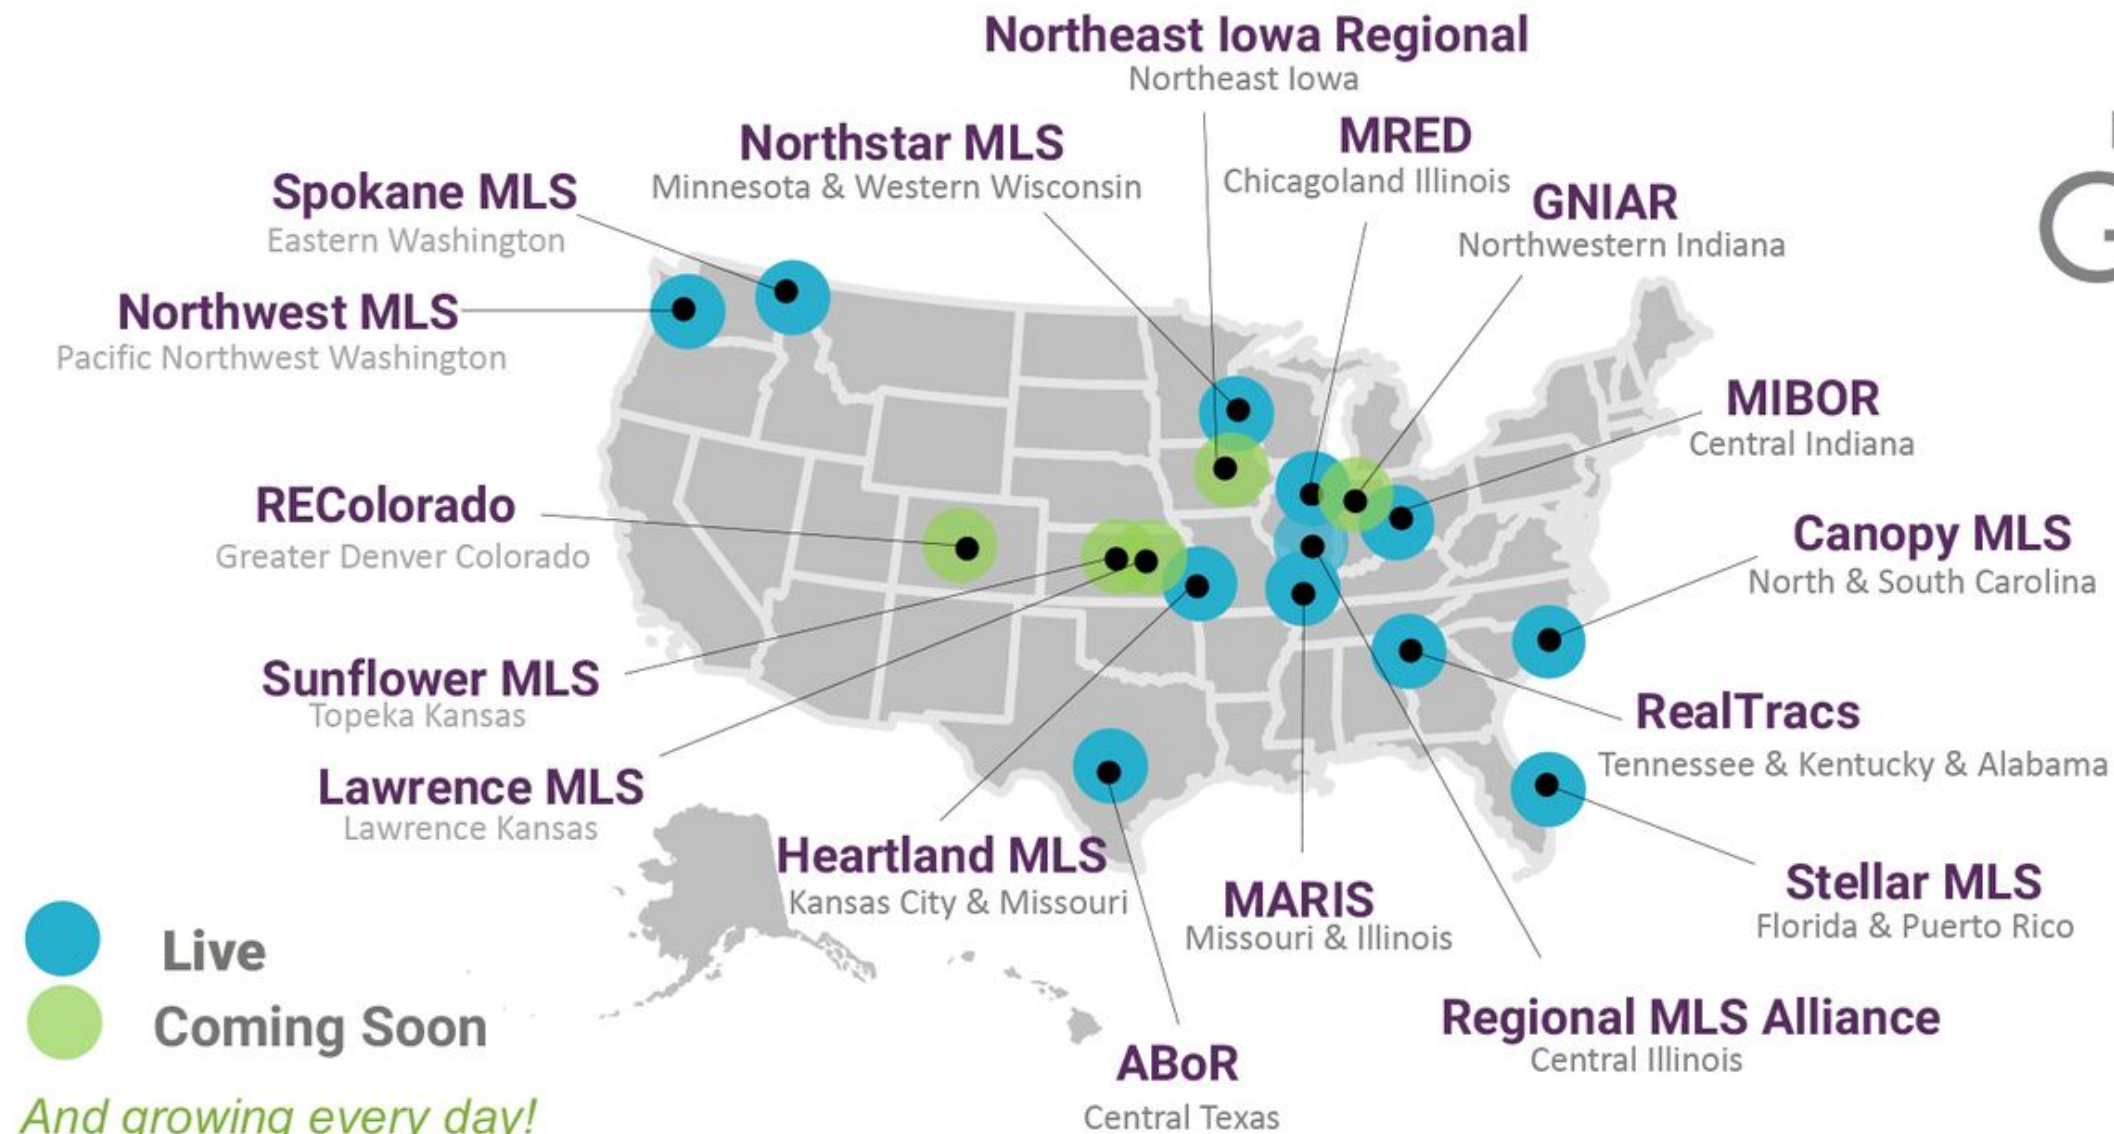 Northeast Iowa Regional
Northeast Iowa
Northstar MLS
Minnesota & Western Wisconsin
MRED
Chicagoland Illinois
GNIAR
Northwestern Indiana
Spokane MLS
Eastern Washington
Northwest MLS
Pacific Northwest Washington
MIBOR
Central Indiana
REColorado
Greater Denver Colorado
Canopy MLS
North & South Carolina
Sunflower MLS
Topeka Kansas
RealTracs
Tennessee & Kentucky & Alabama
Lawrence MLS
Lawrence Kansas
Heartland MLS
Kansas City & Missouri
MARIS
Missouri & Illinois
Stellar MLS
Florida & Puerto Rico
Regional MLS Alliance
Central Illinois
ABoR
Central Texas
Live
Coming Soon
And growing every day!